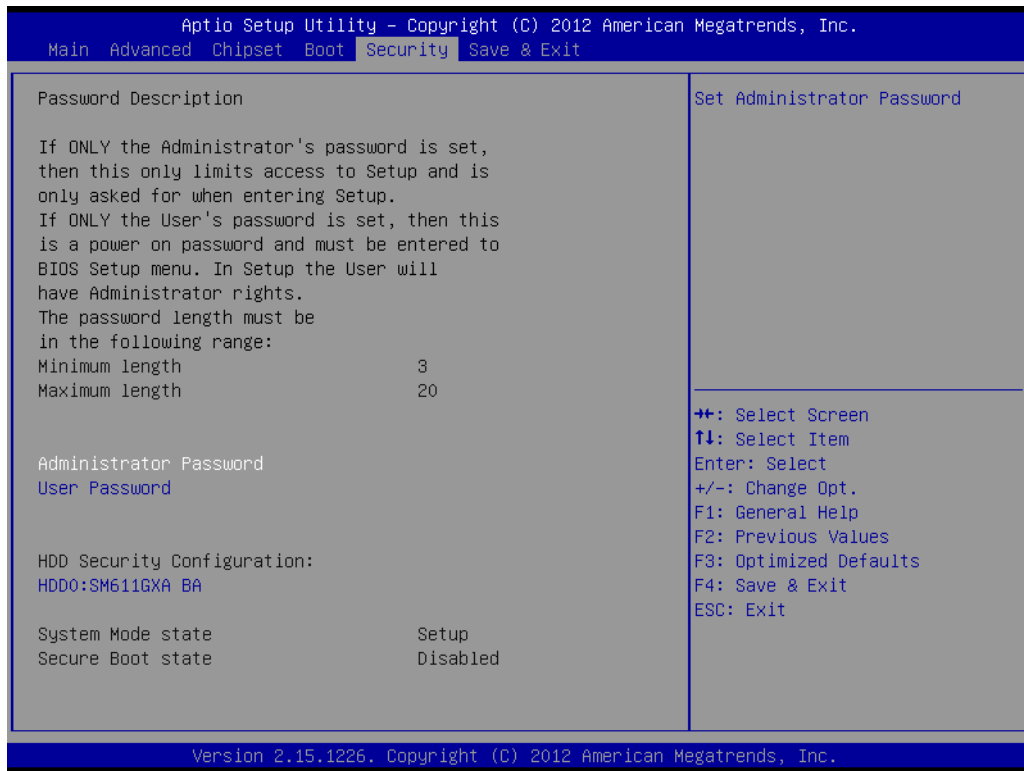 Aptio Setup Utility – Copyright (C) 2012 American Megatrends, Inc.
Main Advanced Chipset Boot Security Save & Exit
Password Description
If ONLY the Administrator's password is set,
then this only limits access to Setup and is
only asked for when entering Setup.
If ONLY the User's password is set, then this
is a power on password and must be entered to
BIOS Setup menu. In Setup the User will
have Administrator rights.
The password length must be
in the following range:
Minimum length 3
Maximum length 20
Administrator Password
User Password
HDD Security Configuration:
HDD0:SM611GXA BA
System Mode state Setup
Secure Boot state Disabled
Set Administrator Password
→←: Select Screen
↑↓: Select Item
Enter: Select
+/-: Change Opt.
F1: General Help
F2: Previous Values
F3: Optimized Defaults
F4: Save & Exit
ESC: Exit
Version 2.15.1226. Copyright (C) 2012 American Megatrends, Inc.